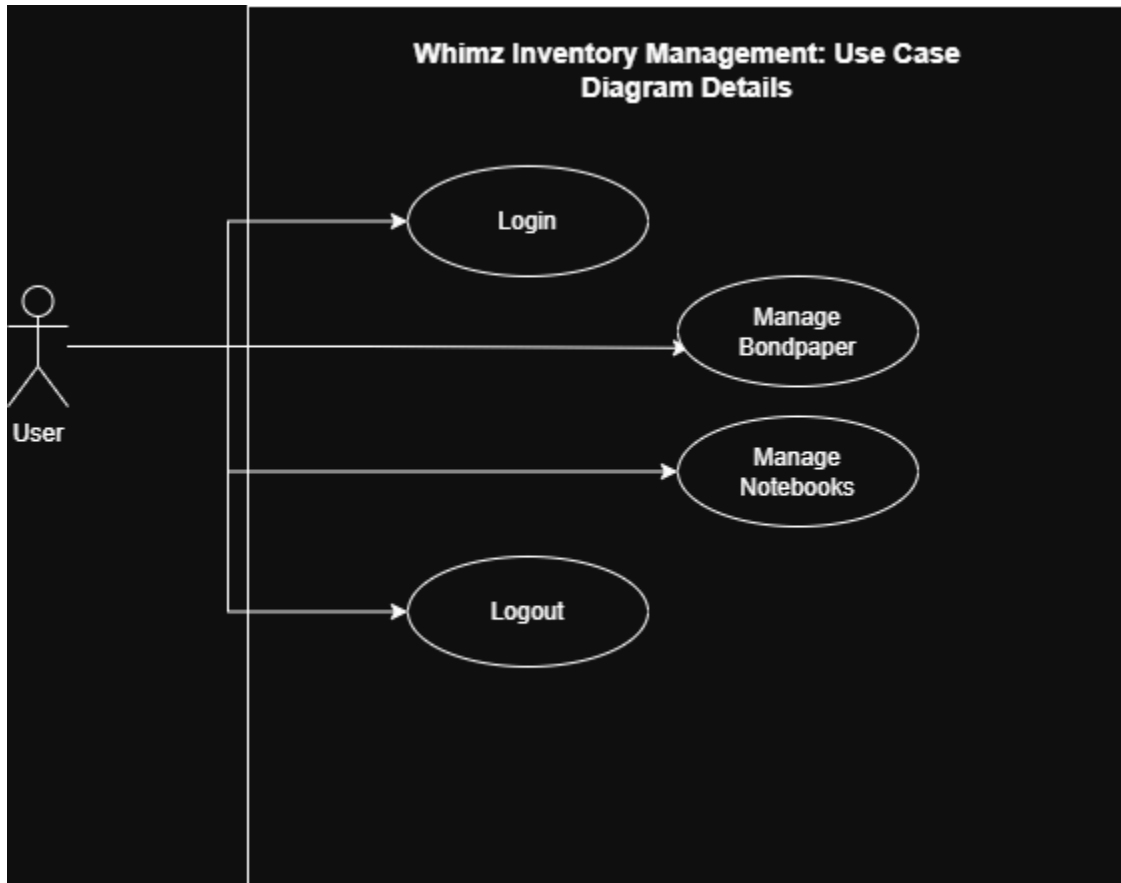 Whimz Inventory Management: Use Case
Diagram Details
Login
Manage
Bondpaper
User
Manage
Notebooks
Logout